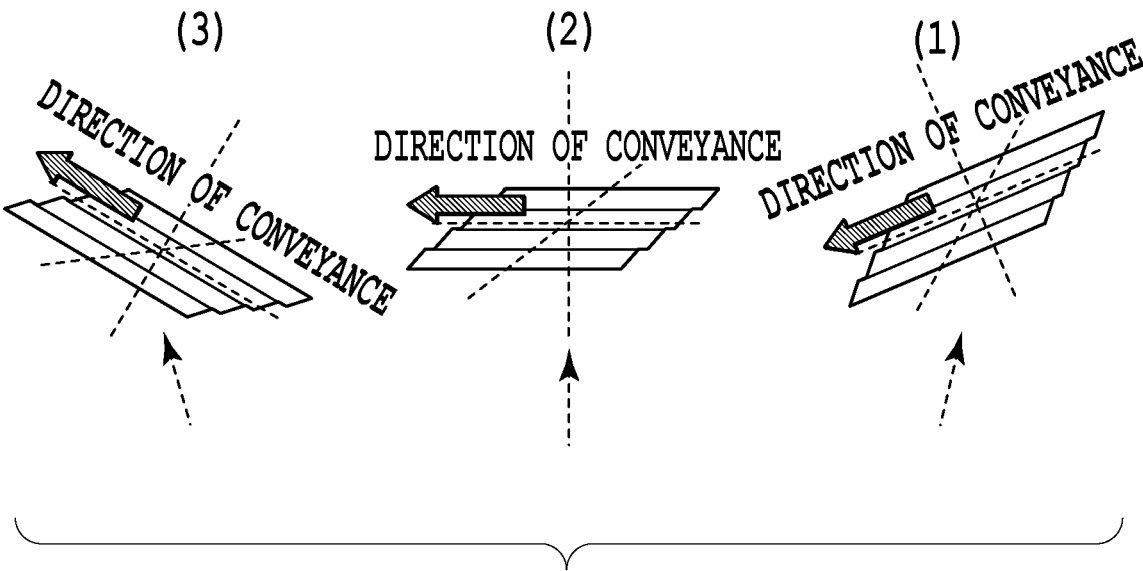 (3)
(2)
(1)
DIRECTION OF CONVEYANCE
DIRECTION OF CONVEYANCE
DIRECTION OF CONVEYANCE